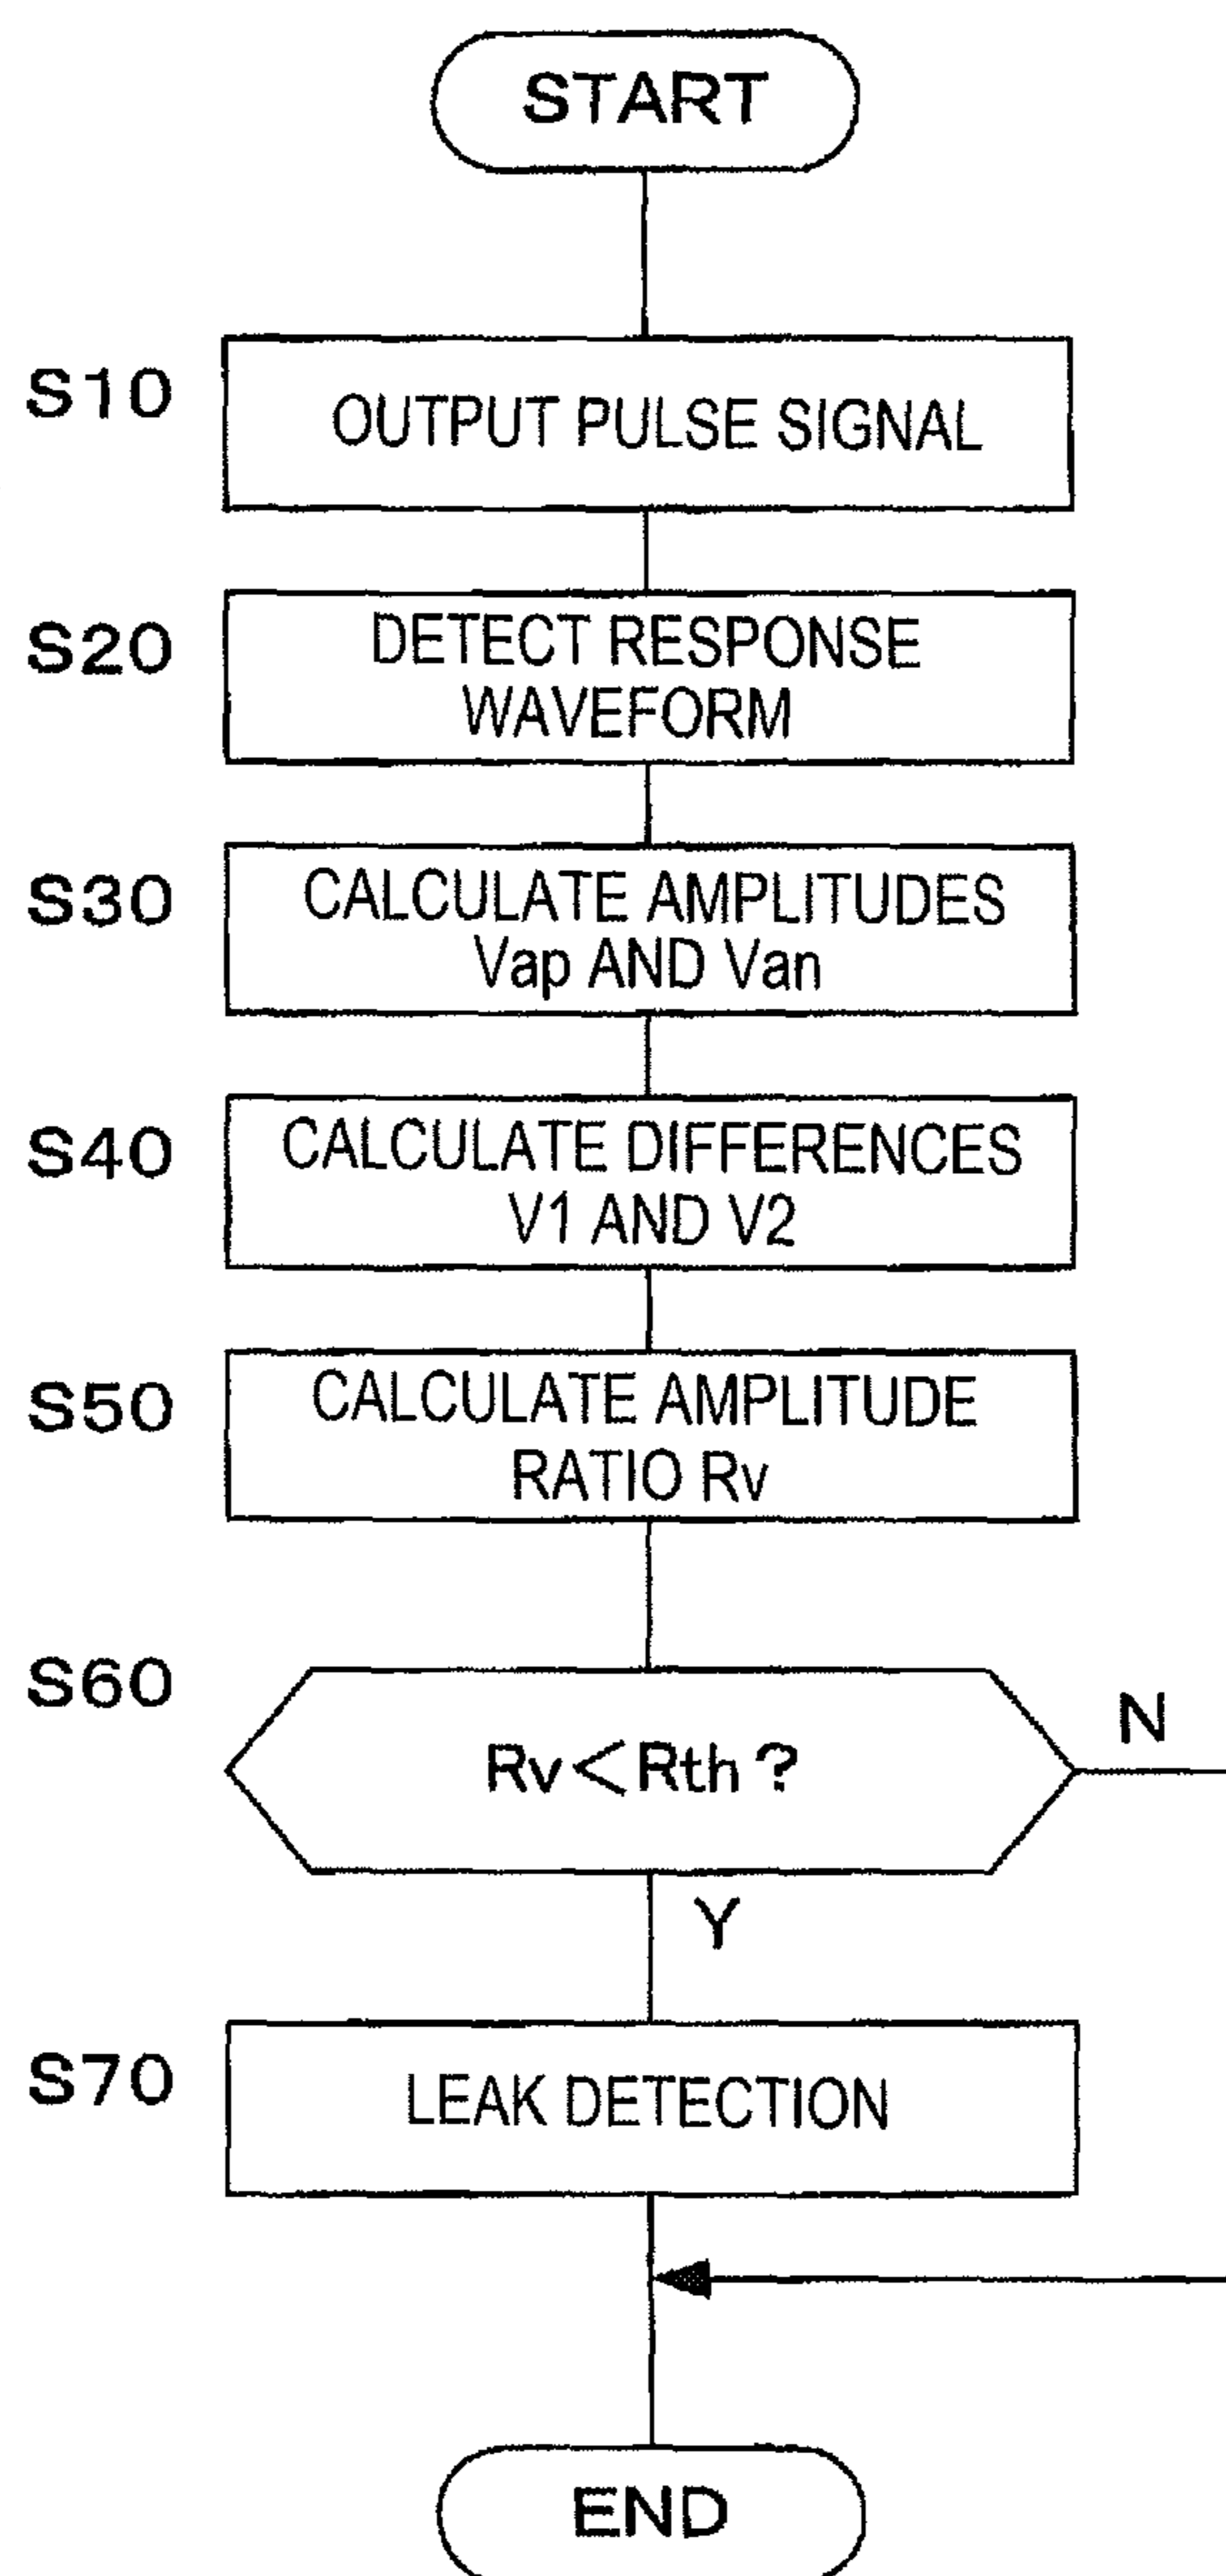 START
S10
OUTPUT PULSE SIGNAL
S20
DETECT RESPONSE
WAVEFORM
S30
CALCULATE AMPLITUDES
Vap AND Van
S40
CALCULATE DIFFERENCES
V1 AND V2
S50
CALCULATE AMPLITUDE
RATIO Rv
S60
Rv<Rth?
N
Y
S70
LEAK DETECTION
END